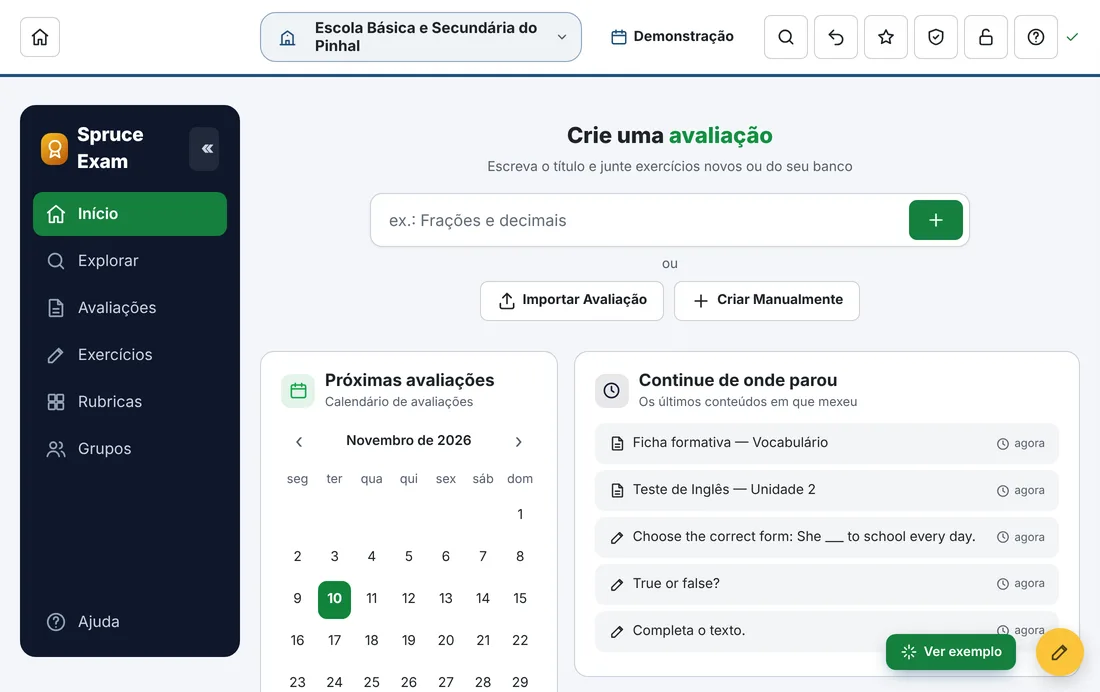 Escola Básica e Secundária do
Pinhal
Demonstração
Spruce
Exam
Início
Explorar
Avaliações
Exercícios
Rubricas
Grupos
Ajuda
Crie uma avaliação
Escreva o título e junte exercícios novos ou do seu banco
ex.: Frações e decimais
ou
Importar Avaliação
Criar Manualmente
Próximas avaliações
Calendário de avaliações
Novembro de 2026
seg ter qua qui sex sáb dom
1
2 3 4 5 6 7 8
9 10 11 12 13 14 15
16 17 18 19 20 21 22
23 24 25 26 27 28 29
Continue de onde parou
Os últimos conteúdos em que mexeu
Ficha formativa — Vocabulário agora
Teste de Inglês — Unidade 2 agora
Choose the correct form: She ___ to school every day. agora
True or false? agora
Completa o texto. agora
Ver exemplo